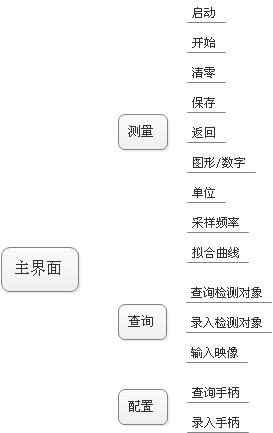 主界面
测量
启动
开始
清零
保存
返回
图形/数字
单位
采样频率
拟合曲线
查询
查询检测对象
录入检测对象
输入映像
配置
查询手柄
录入手柄